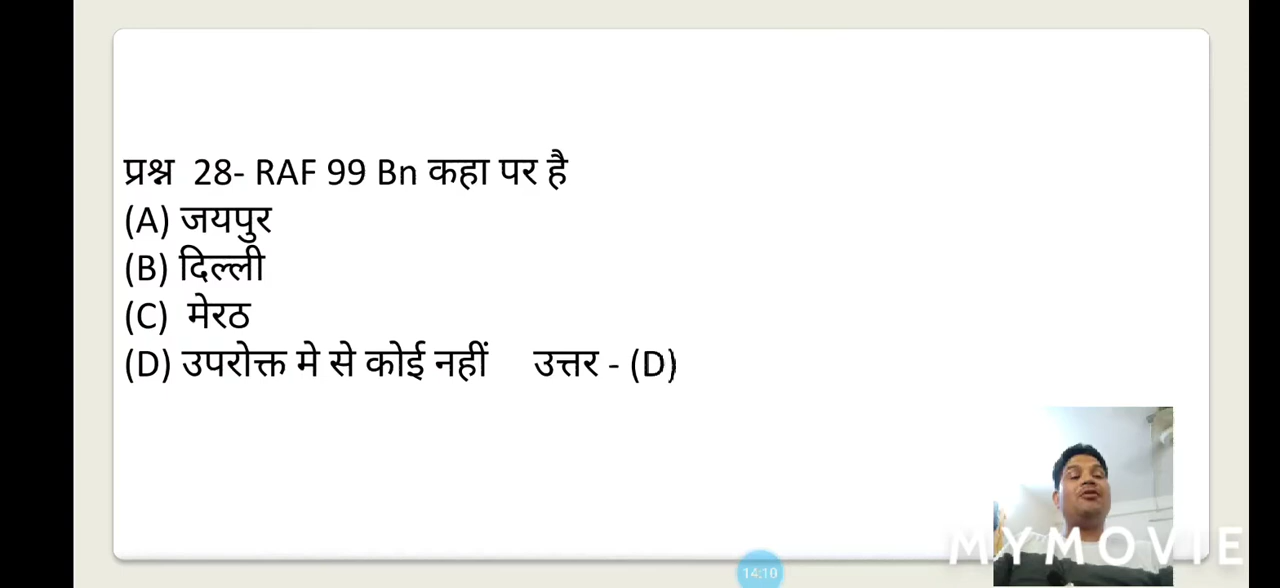 प्रश्न 28- RAF 99 Bn कहा पर है
(A) जयपुर
(B) दिल्ली
(C) मेरठ
(D) उपरोक्त मे से कोई नहीं उत्तर - (D)
MYMOVIE
14:10